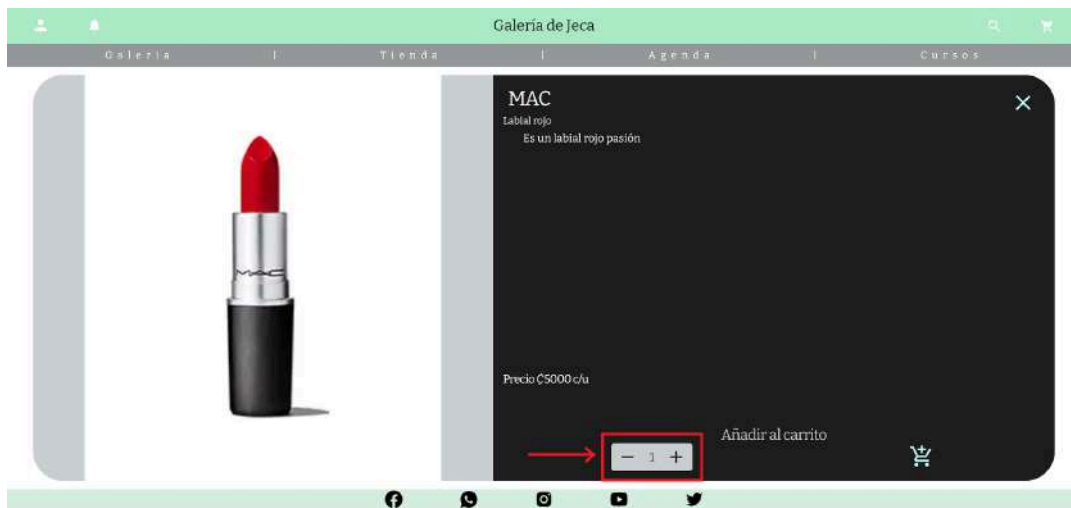 Galería de Jeca
Galería | Tienda | Agenda | Cursos
MAC
Labial rojo
Es un labial rojo pasión
MAC
Precio ₡5000 c/u
Añadir al carrito
− 1 +